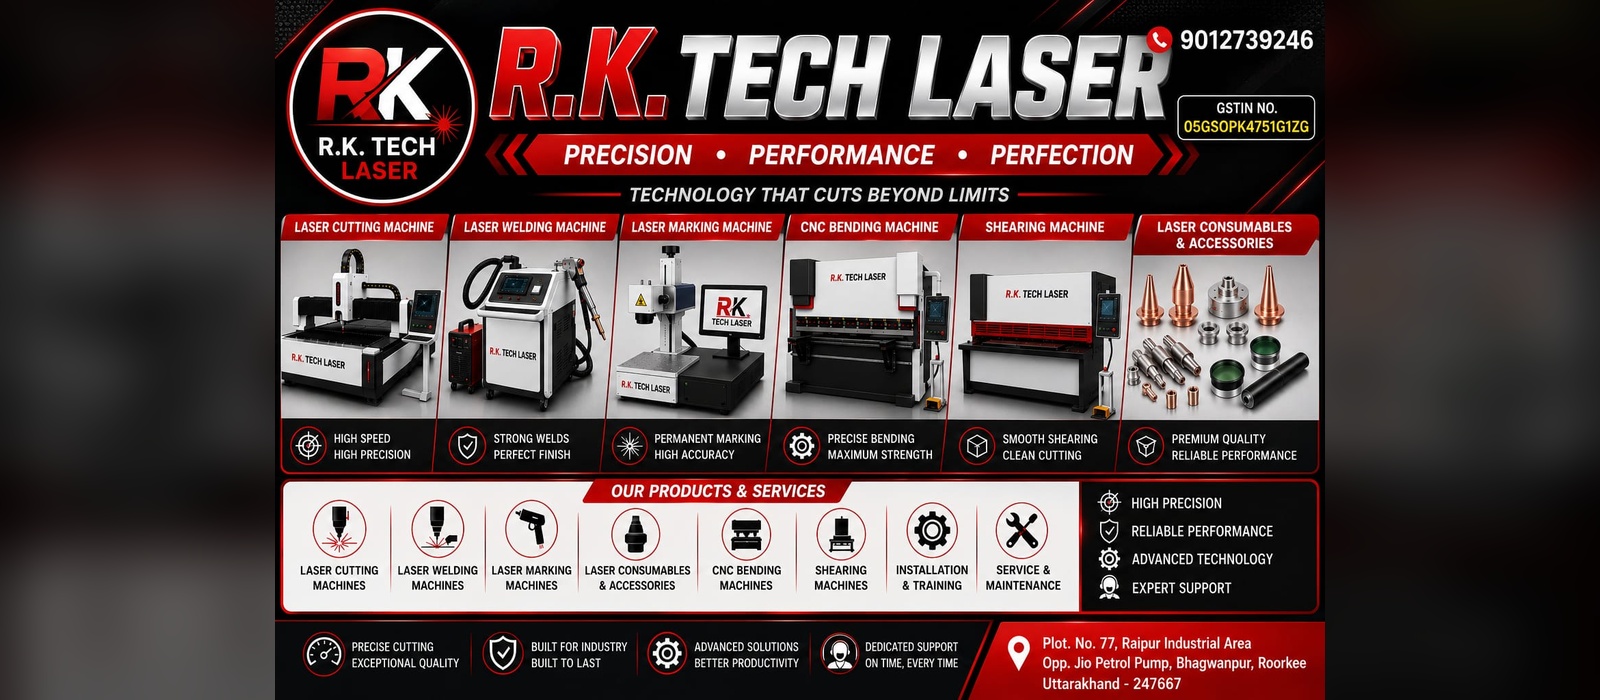 RK
R.K. TECH
LASER
R.K. TECH LASER
9012739246
GSTIN NO.
05GSOPK4751G1ZG
PRECISION • PERFORMANCE • PERFECTION
TECHNOLOGY THAT CUTS BEYOND LIMITS
LASER CUTTING MACHINE
R.K. TECH LASER
HIGH SPEED
HIGH PRECISION
LASER WELDING MACHINE
R.K. TECH LASER
STRONG WELDS
PERFECT FINISH
LASER MARKING MACHINE
RK
TECH LASER
R.K. TECH LASER
PERMANENT MARKING
HIGH ACCURACY
CNC BENDING MACHINE
R.K. TECH LASER
PRECISE BENDING
MAXIMUM STRENGTH
SHEARING MACHINE
R.K. TECH LASER
SMOOTH SHEARING
CLEAN CUTTING
LASER CONSUMABLES
& ACCESSORIES
PREMIUM QUALITY
RELIABLE PERFORMANCE
OUR PRODUCTS & SERVICES
LASER CUTTING
MACHINES
LASER WELDING
MACHINES
LASER MARKING
MACHINES
LASER CONSUMABLES
& ACCESSORIES
CNC BENDING
MACHINES
SHEARING
MACHINES
INSTALLATION
& TRAINING
SERVICE &
MAINTENANCE
HIGH PRECISION
RELIABLE PERFORMANCE
ADVANCED TECHNOLOGY
EXPERT SUPPORT
PRECISE CUTTING
EXCEPTIONAL QUALITY
BUILT FOR INDUSTRY
BUILT TO LAST
ADVANCED SOLUTIONS
BETTER PRODUCTIVITY
DEDICATED SUPPORT
ON TIME, EVERY TIME
Plot. No. 77, Raipur Industrial Area
Opp. Jio Petrol Pump, Bhagwanpur, Roorkee
Uttarakhand - 247667